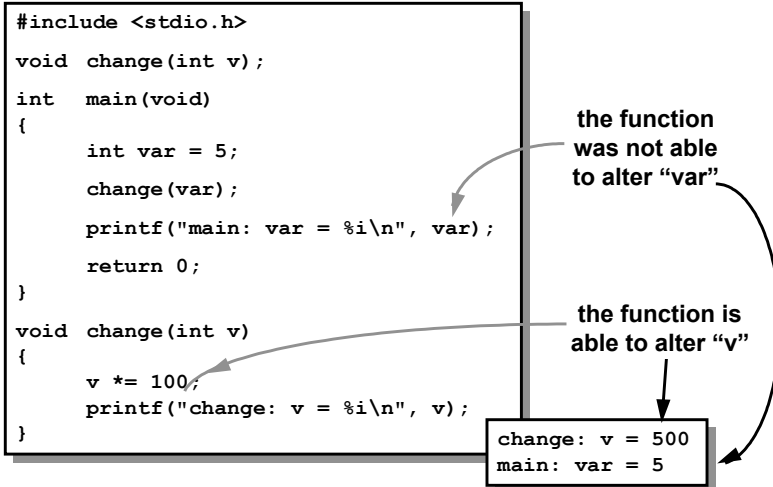 #include <stdio.h>
void change(int v);
int main(void)
{
int var = 5;
change(var);
printf("main: var = %i\n", var);
return 0;
}
void change(int v)
{
v *= 100;
printf("change: v = %i\n", v);
}
the function
was not able
to alter “var”
the function is
able to alter “v”
change: v = 500
main: var = 5